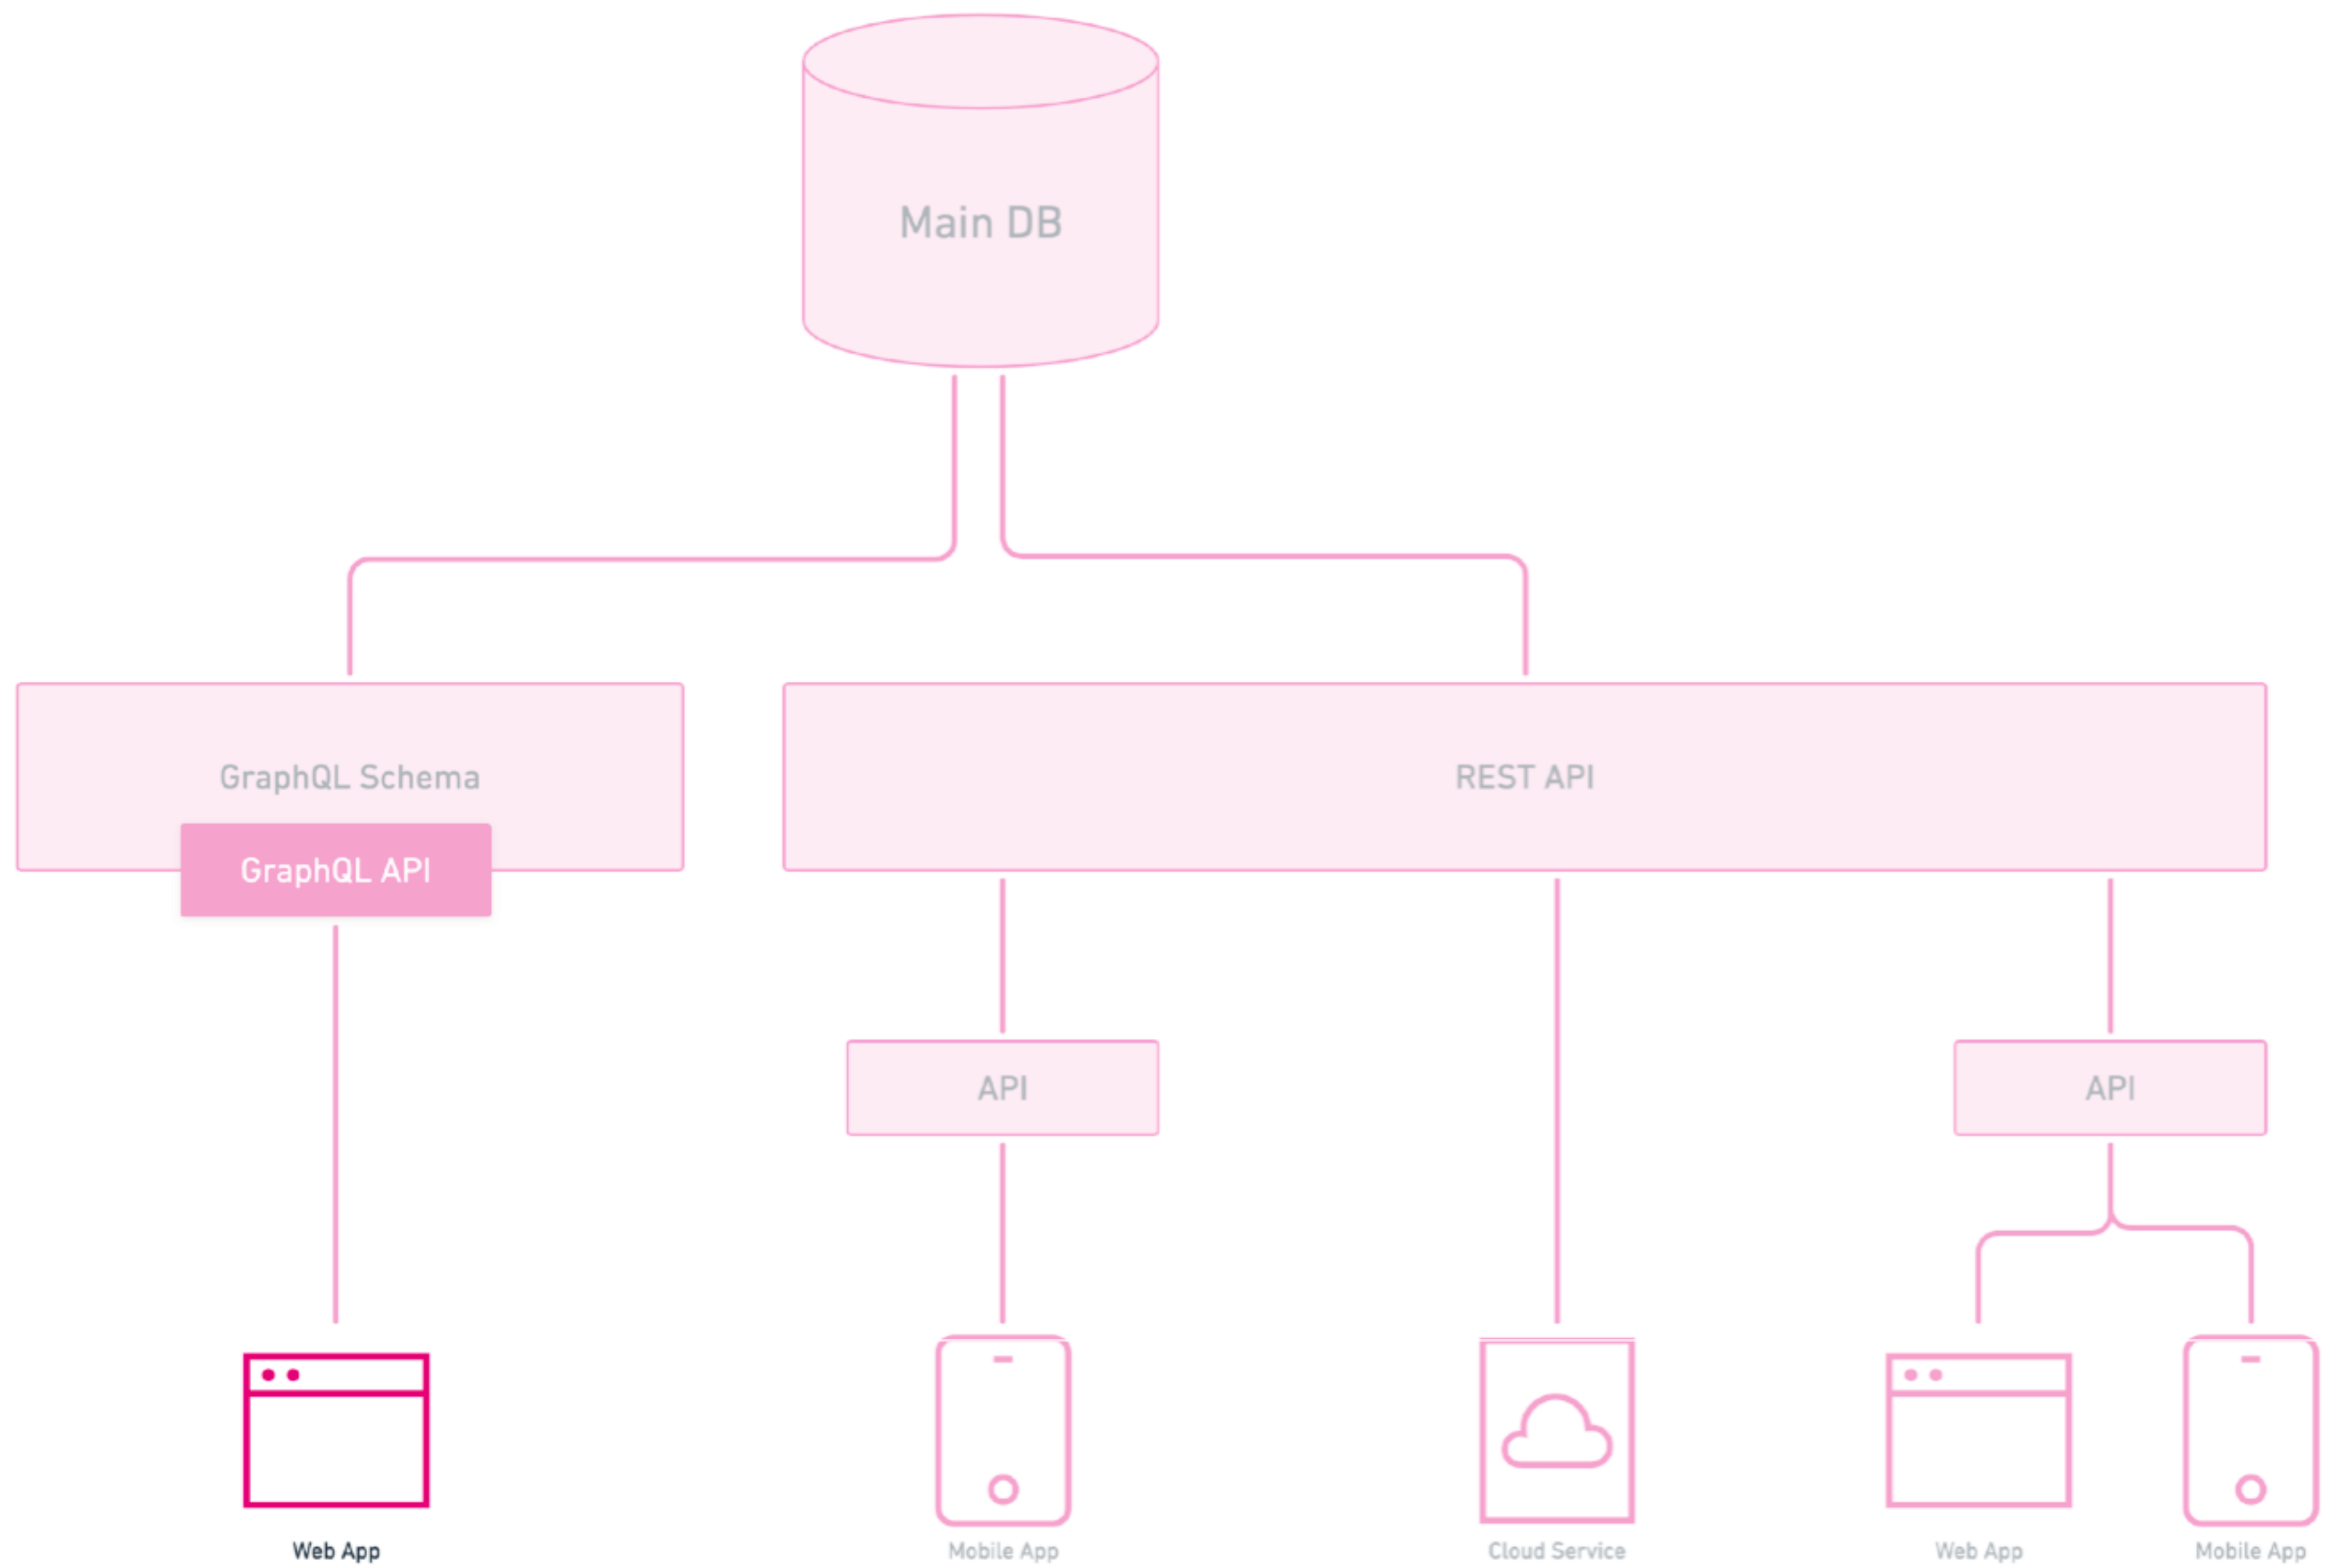 Main DB
GraphQL Schema
REST API
GraphQL API
API
API
Web App
Mobile App
Cloud Service
Web App
Mobile App